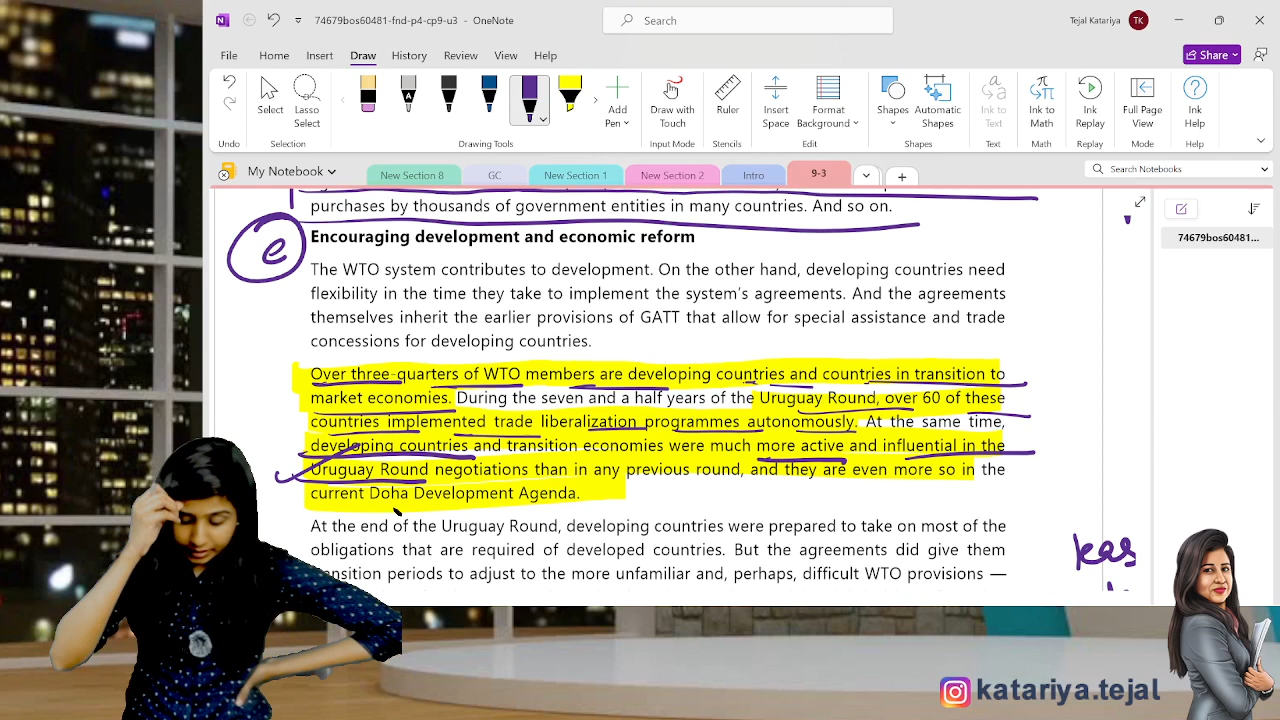 74679bos60481-fnd-p4-cp9-u3 - OneNote
Search
Tejal Katariya
TK
File Home Insert Draw History Review View Help
Share
Select
Lasso Select
Add Pen
Draw with Touch
Ruler
Insert Space
Format Background
Shapes
Automatic Shapes
Ink to Text
Ink to Math
Ink Replay
Full Page View
Ink Help
Undo Selection Drawing Tools Input Mode Stencils Edit Shapes Text Math Replay Mode Help
My Notebook
New Section 8
GC
New Section 1
New Section 2
Intro
9-3
Search Notebooks
74679bos60481...
purchases by thousands of government entities in many countries. And so on.
e
Encouraging development and economic reform
The WTO system contributes to development. On the other hand, developing countries need
flexibility in the time they take to implement the system's agreements. And the agreements
themselves inherit the earlier provisions of GATT that allow for special assistance and trade
concessions for developing countries.
Over three-quarters of WTO members are developing countries and countries in transition to
market economies. During the seven and a half years of the Uruguay Round, over 60 of these
countries implemented trade liberalization programmes autonomously. At the same time,
developing countries and transition economies were much more active and influential in the
Uruguay Round negotiations than in any previous round, and they are even more so in the
current Doha Development Agenda.
At the end of the Uruguay Round, developing countries were prepared to take on most of the
obligations that are required of developed countries. But the agreements did give them
transition periods to adjust to the more unfamiliar and, perhaps, difficult WTO provisions —
kas
katariya.tejal